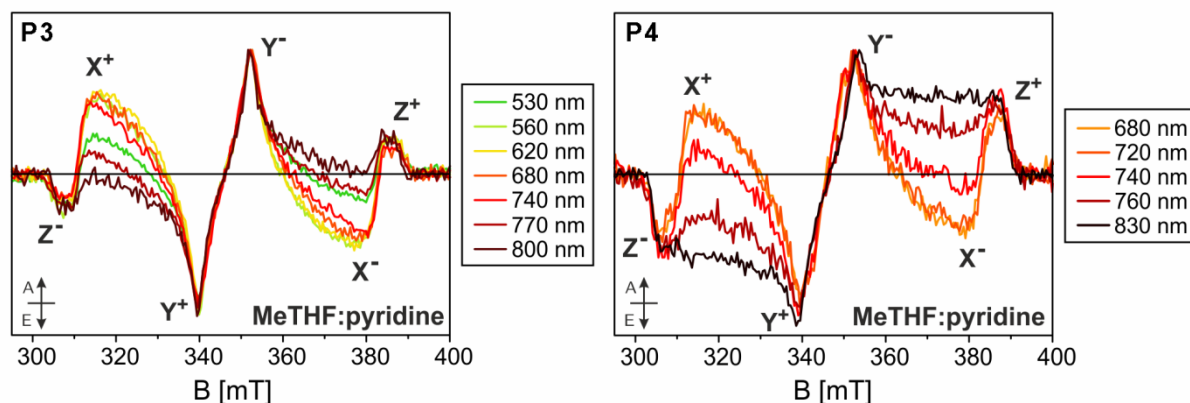 P3
Y⁻
X⁺
Z⁺
Z⁻
X⁻
A
E
Y⁺
MeTHF:pyridine
300 320 340 360 380 400
B [mT]
530 nm
560 nm
620 nm
680 nm
740 nm
770 nm
800 nm
P4
Y⁻
X⁺
Z⁺
Z⁻
X⁻
A
E
Y⁺
MeTHF:pyridine
300 320 340 360 380 400
B [mT]
680 nm
720 nm
740 nm
760 nm
830 nm